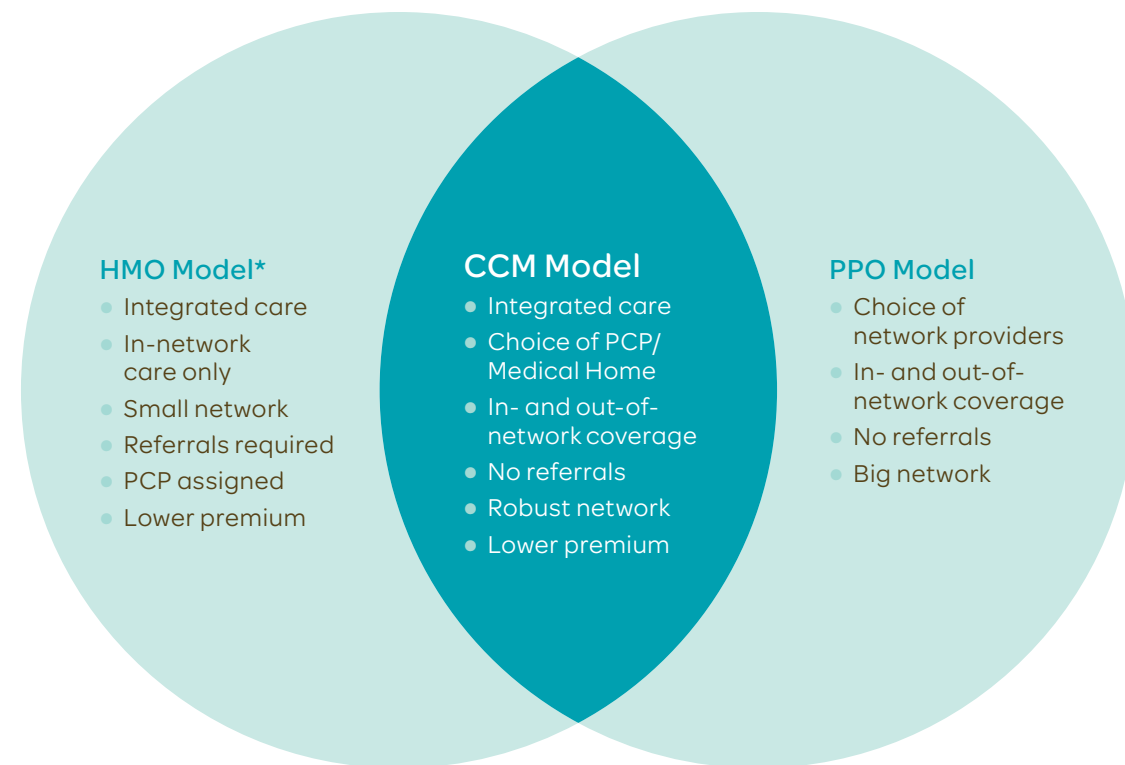 HMO Model*
Integrated care
In-network
care only
Small network
Referrals required
PCP assigned
Lower premium
CCM Model
Integrated care
Choice of PCP/
Medical Home
In- and out-of-
network coverage
No referrals
Robust network
Lower premium
PPO Model
Choice of
network providers
In- and out-of-
network coverage
No referrals
Big network